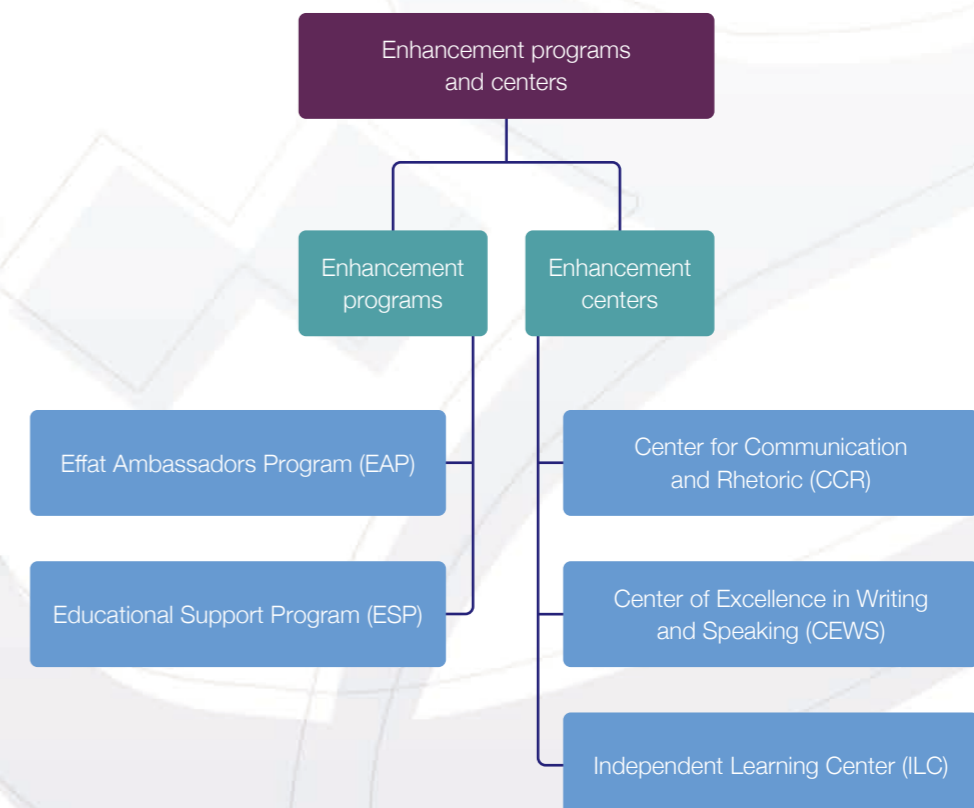 Enhancement programs
and centers
Enhancement
programs
Enhancement
centers
Effat Ambassadors Program (EAP)
Educational Support Program (ESP)
Center for Communication
and Rhetoric (CCR)
Center of Excellence in Writing
and Speaking (CEWS)
Independent Learning Center (ILC)